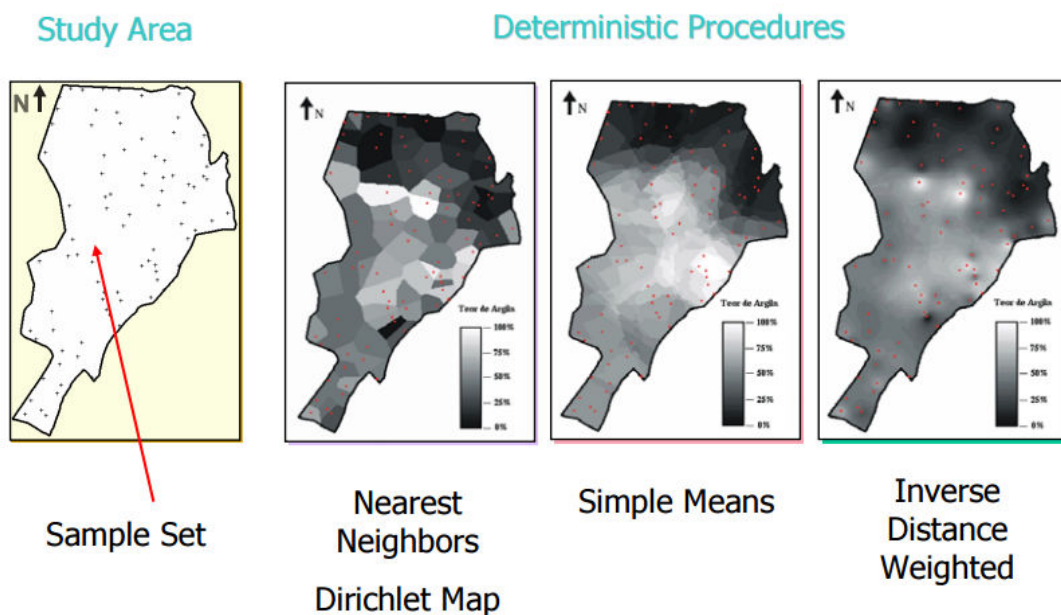 Study Area
Deterministic Procedures
N
N
N
N
Teor de Argila
100%
75%
50%
25%
0%
Teor de Argila
100%
75%
50%
25%
0%
Teor de Argila
100%
75%
50%
25%
0%
Sample Set
Nearest
Neighbors
Dirichlet Map
Simple Means
Inverse
Distance
Weighted